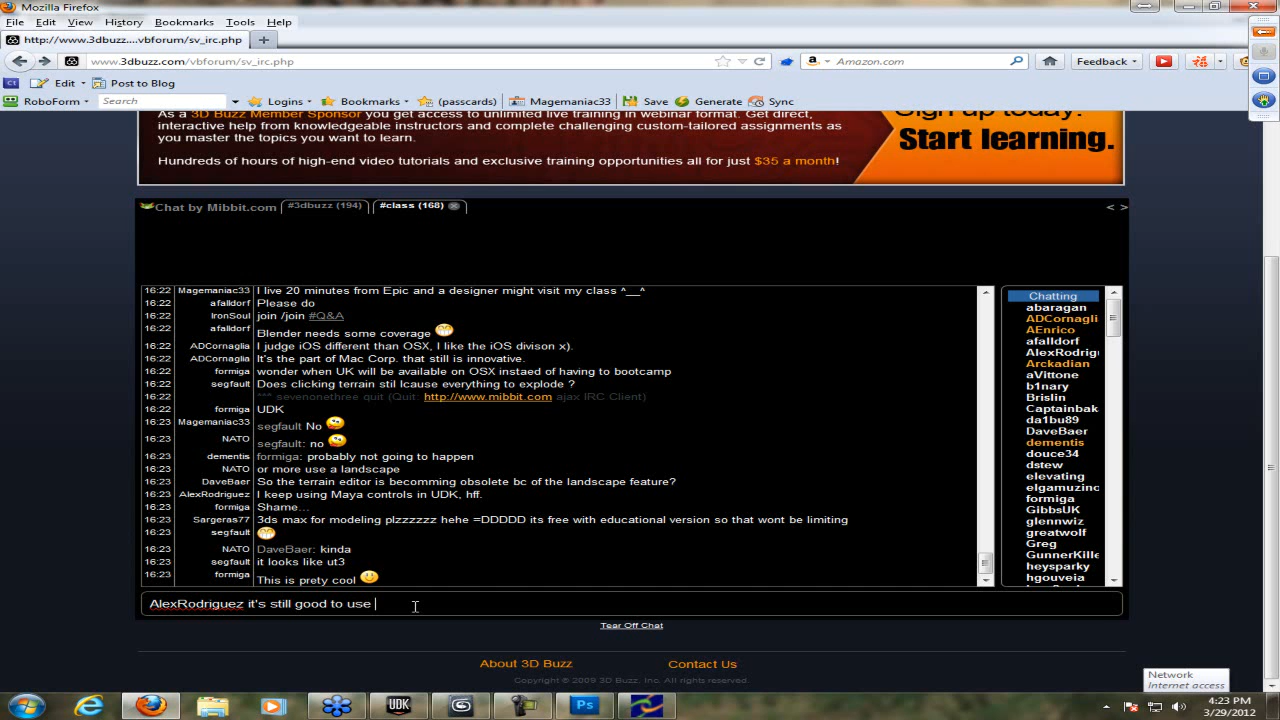 Mozilla Firefox
File Edit View History Bookmarks Tools Help
http://www.3dbuzz....vbforum/sv_irc.php +
www.3dbuzz.com/vbforum/sv_irc.php Amazon.com Feedback
Edit Post to Blog
RoboForm Search Logins Bookmarks (passcards) Magemaniac33 Save Generate Sync
As a 3D Buzz Member Sponsor you get access to unlimited live training in webinar format. Get direct,
interactive help from knowledgeable instructors and complete challenging custom-tailored assignments as
you master the topics you want to learn.
Hundreds of hours of high-end video tutorials and exclusive training opportunities all for just $35 a month!
Sign up today!
Start learning.
Chat by Mibbit.com #3dbuzz (194) #class (168) < >
16:22 Magemaniac33 I live 20 minutes from Epic and a designer might visit my class ^__^
16:22 afalldorf Please do
16:22 IronSoul join /join #Q&A
16:22 afalldorf Blender needs some coverage
16:22 ADCornaglia I judge iOS different than OSX, I like the iOS divison x).
16:22 ADCornaglia It's the part of Mac Corp. that still is innovative.
16:22 formiga wonder when UK will be available on OSX instaed of having to bootcamp
16:22 segfault Does clicking terrain stil lcause everything to explode ?
16:22 *** sevenonethree quit (Quit: http://www.mibbit.com ajax IRC Client)
16:22 formiga UDK
16:23 Magemaniac33 segfault No
16:23 NATO segfault: no
16:23 dementis formiga: probably not going to happen
16:23 NATO or more use a landscape
16:23 DaveBaer So the terrain editor is becomming obsolete bc of the landscape feature?
16:23 AlexRodriguez I keep using Maya controls in UDK, hff.
16:23 formiga Shame...
16:23 Sargeras77 3ds max for modeling plzzzzzz hehe =DDDDD its free with educational version so that wont be limiting
16:23 segfault
16:23 NATO DaveBaer: kinda
16:23 segfault it looks like ut3
16:23 formiga This is prety cool
Chatting
abaragan
ADCornagli
AEnrico
afalldorf
AlexRodrig
Arckadian
aVittone
b1nary
Brislin
Captainbak
da1bu89
DaveBaer
dementis
douce34
dstew
elevating
elgamuzino
formiga
GibbsUK
glennwiz
greatwolf
Greg
GunnerKille
heysparky
hgouveia
AlexRodriguez it's still good to use
Tear Off Chat
About 3D Buzz Contact Us
Copyright © 2009 3D Buzz, Inc. All rights reserved.
Network
Internet access
UDK Ps
4:23 PM
3/29/2012